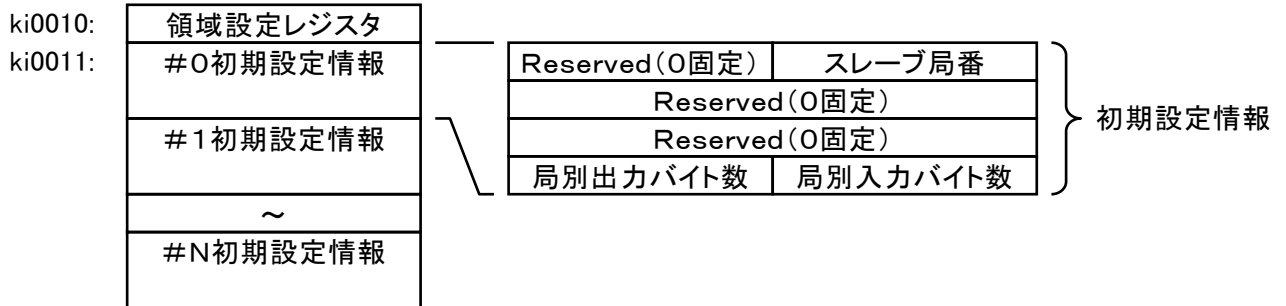 ki0010: 領域設定レジスタ
ki0011: #0初期設定情報
Reserved(0固定) スレーブ局番
Reserved(0固定)
Reserved(0固定)
局別出力バイト数 局別入力バイト数
初期設定情報
#1初期設定情報
~
#N初期設定情報